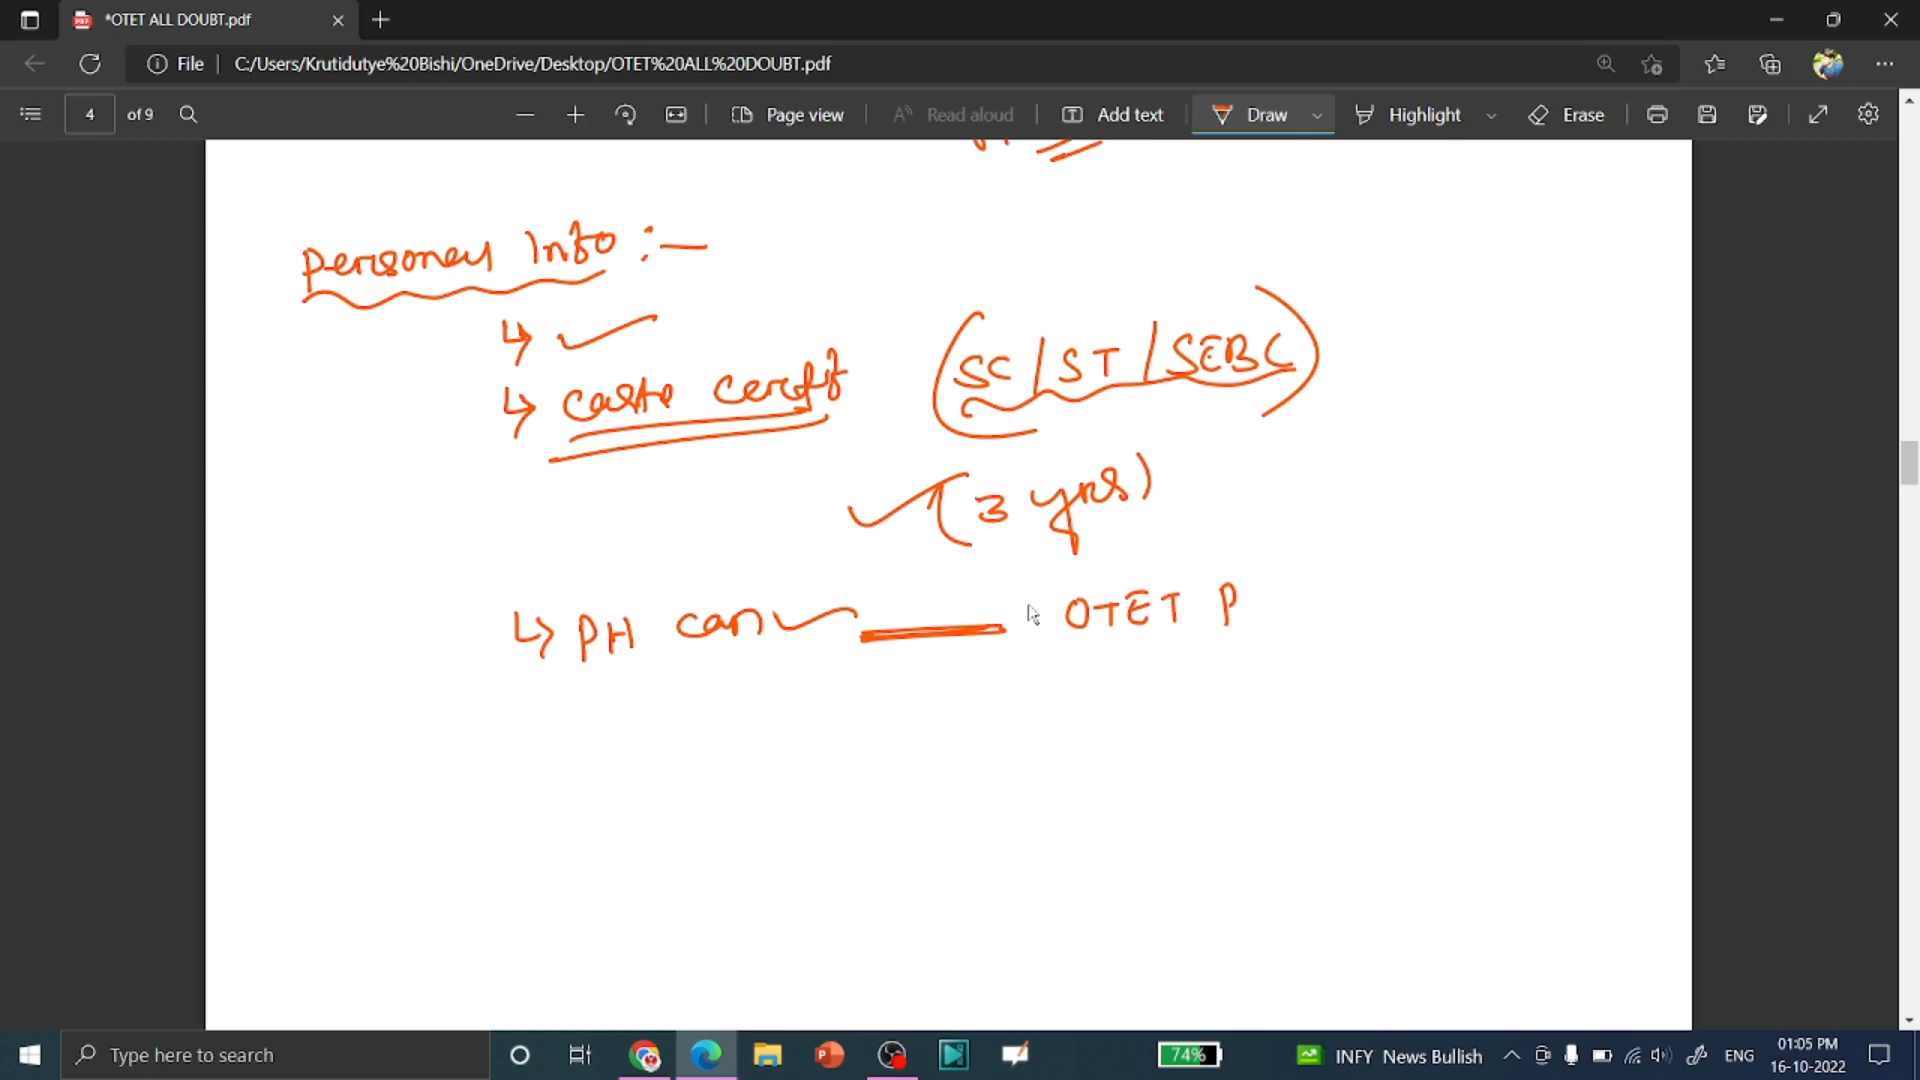 *OTET ALL DOUBT.pdf
File C:/Users/Krutidutye%20Bishi/OneDrive/Desktop/OTET%20ALL%20DOUBT.pdf
4 of 9 Page view Read aloud Add text Draw Highlight Erase
Info :-
↳ ✓
↳ caste (SC/ST/SEBC)
✓ (3 yrs)
↳ PH can OTET P
Type here to search 74% INFY News Bullish ENG 01:05 PM
16-10-2022